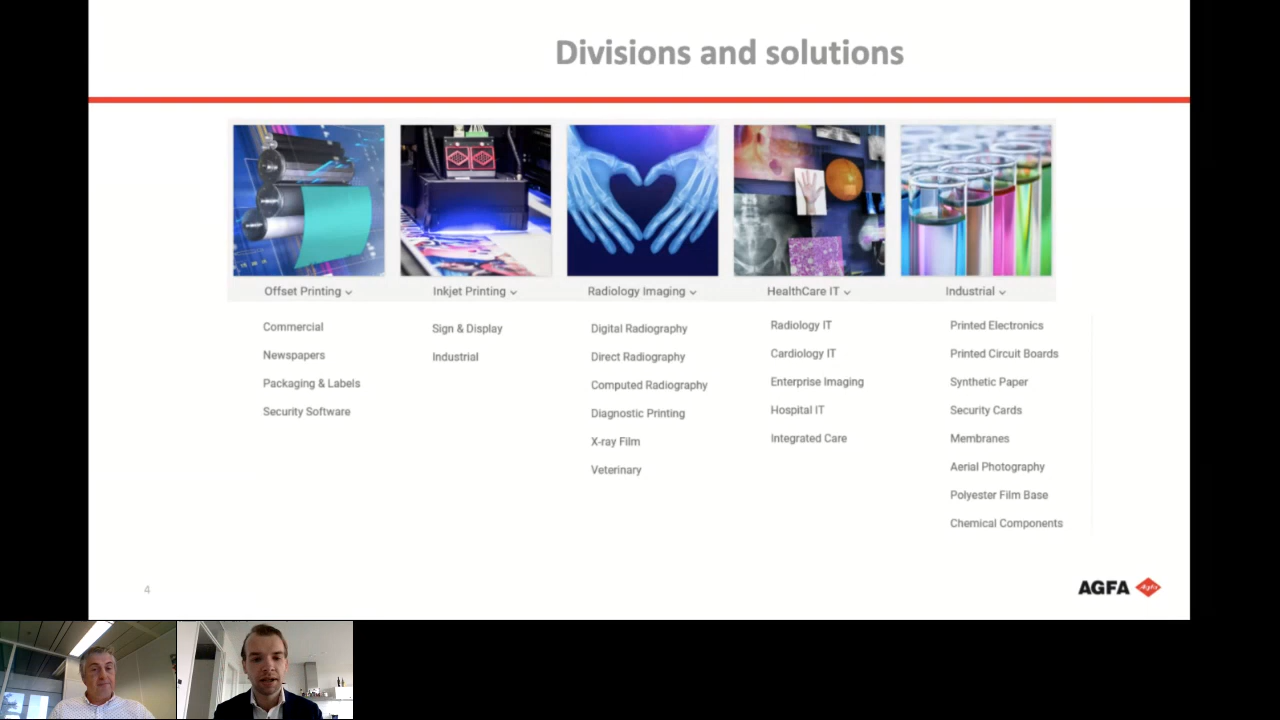 Divisions and solutions
Offset Printing
Commercial
Newspapers
Packaging & Labels
Security Software
Inkjet Printing
Sign & Display
Industrial
Radiology Imaging
Digital Radiography
Direct Radiography
Computed Radiography
Diagnostic Printing
X-ray Film
Veterinary
HealthCare IT
Radiology IT
Cardiology IT
Enterprise Imaging
Hospital IT
Integrated Care
Industrial
Printed Electronics
Printed Circuit Boards
Synthetic Paper
Security Cards
Membranes
Aerial Photography
Polyester Film Base
Chemical Components
4
AGFA